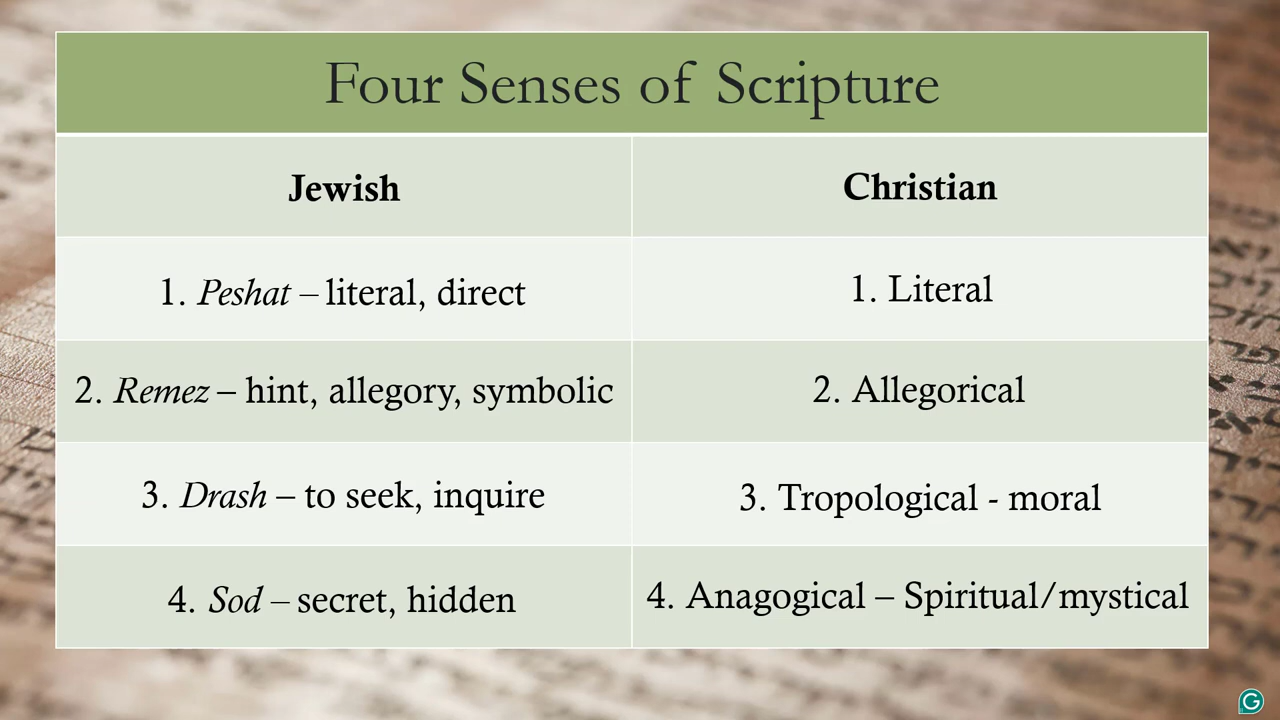 Four Senses of Scripture
Jewish
Christian
1. Peshat – literal, direct
1. Literal
2. Remez – hint, allegory, symbolic
2. Allegorical
3. Drash – to seek, inquire
3. Tropological - moral
4. Sod – secret, hidden
4. Anagogical – Spiritual/mystical